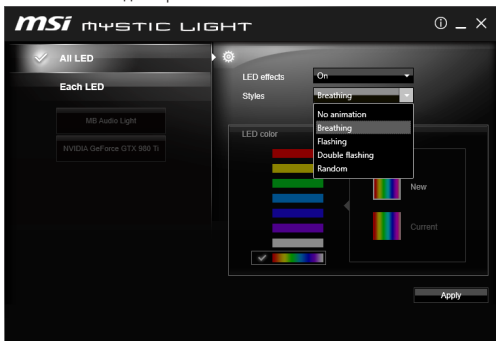 msi MYSTIC LIGHT
All LED
Each LED
MB Audio Light
NVIDIA GeForce GTX 980 Ti
LED effects On
Styles Breathing
No animation
Breathing
Flashing
Double flashing
Random
LED color
New
Current
Apply